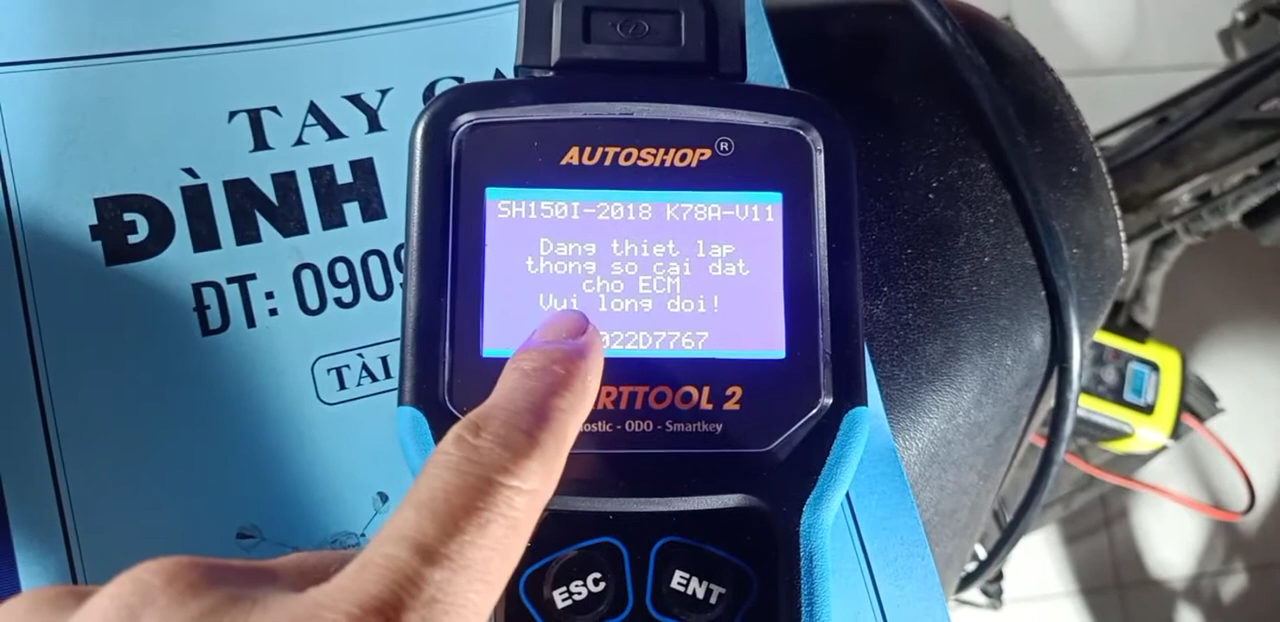 TAY
ĐÌNH
ĐT: 0909
TÀI
AUTOSHOP ®
SH150I-2018 K78A-V11
Dang thiet lap
thong so cai dat
cho ECM
Vui long doi!
022D7767
RTTOOL 2
ostic - ODO - Smartkey
ESC
ENT